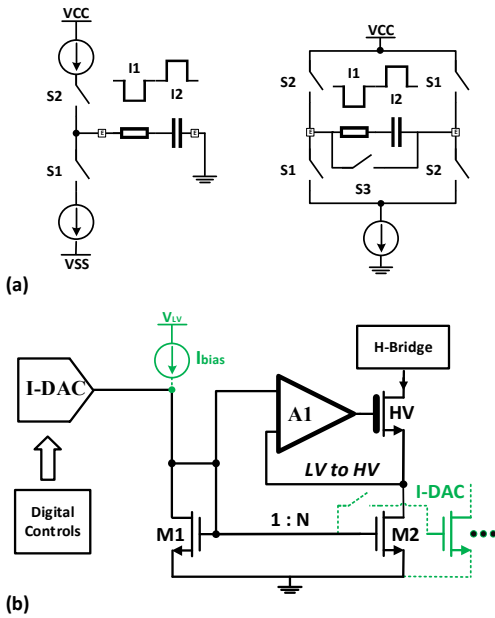 VCC
S2
I1
I2
E
E
S1
VSS
(a)
VCC
S2
I1
S1
I2
E
E
S1
S3
S2
VLV
Ibias
I-DAC
Digital
Controls
H-Bridge
A1
HV
LV to HV
I-DAC
M1
1 : N
M2
(b)